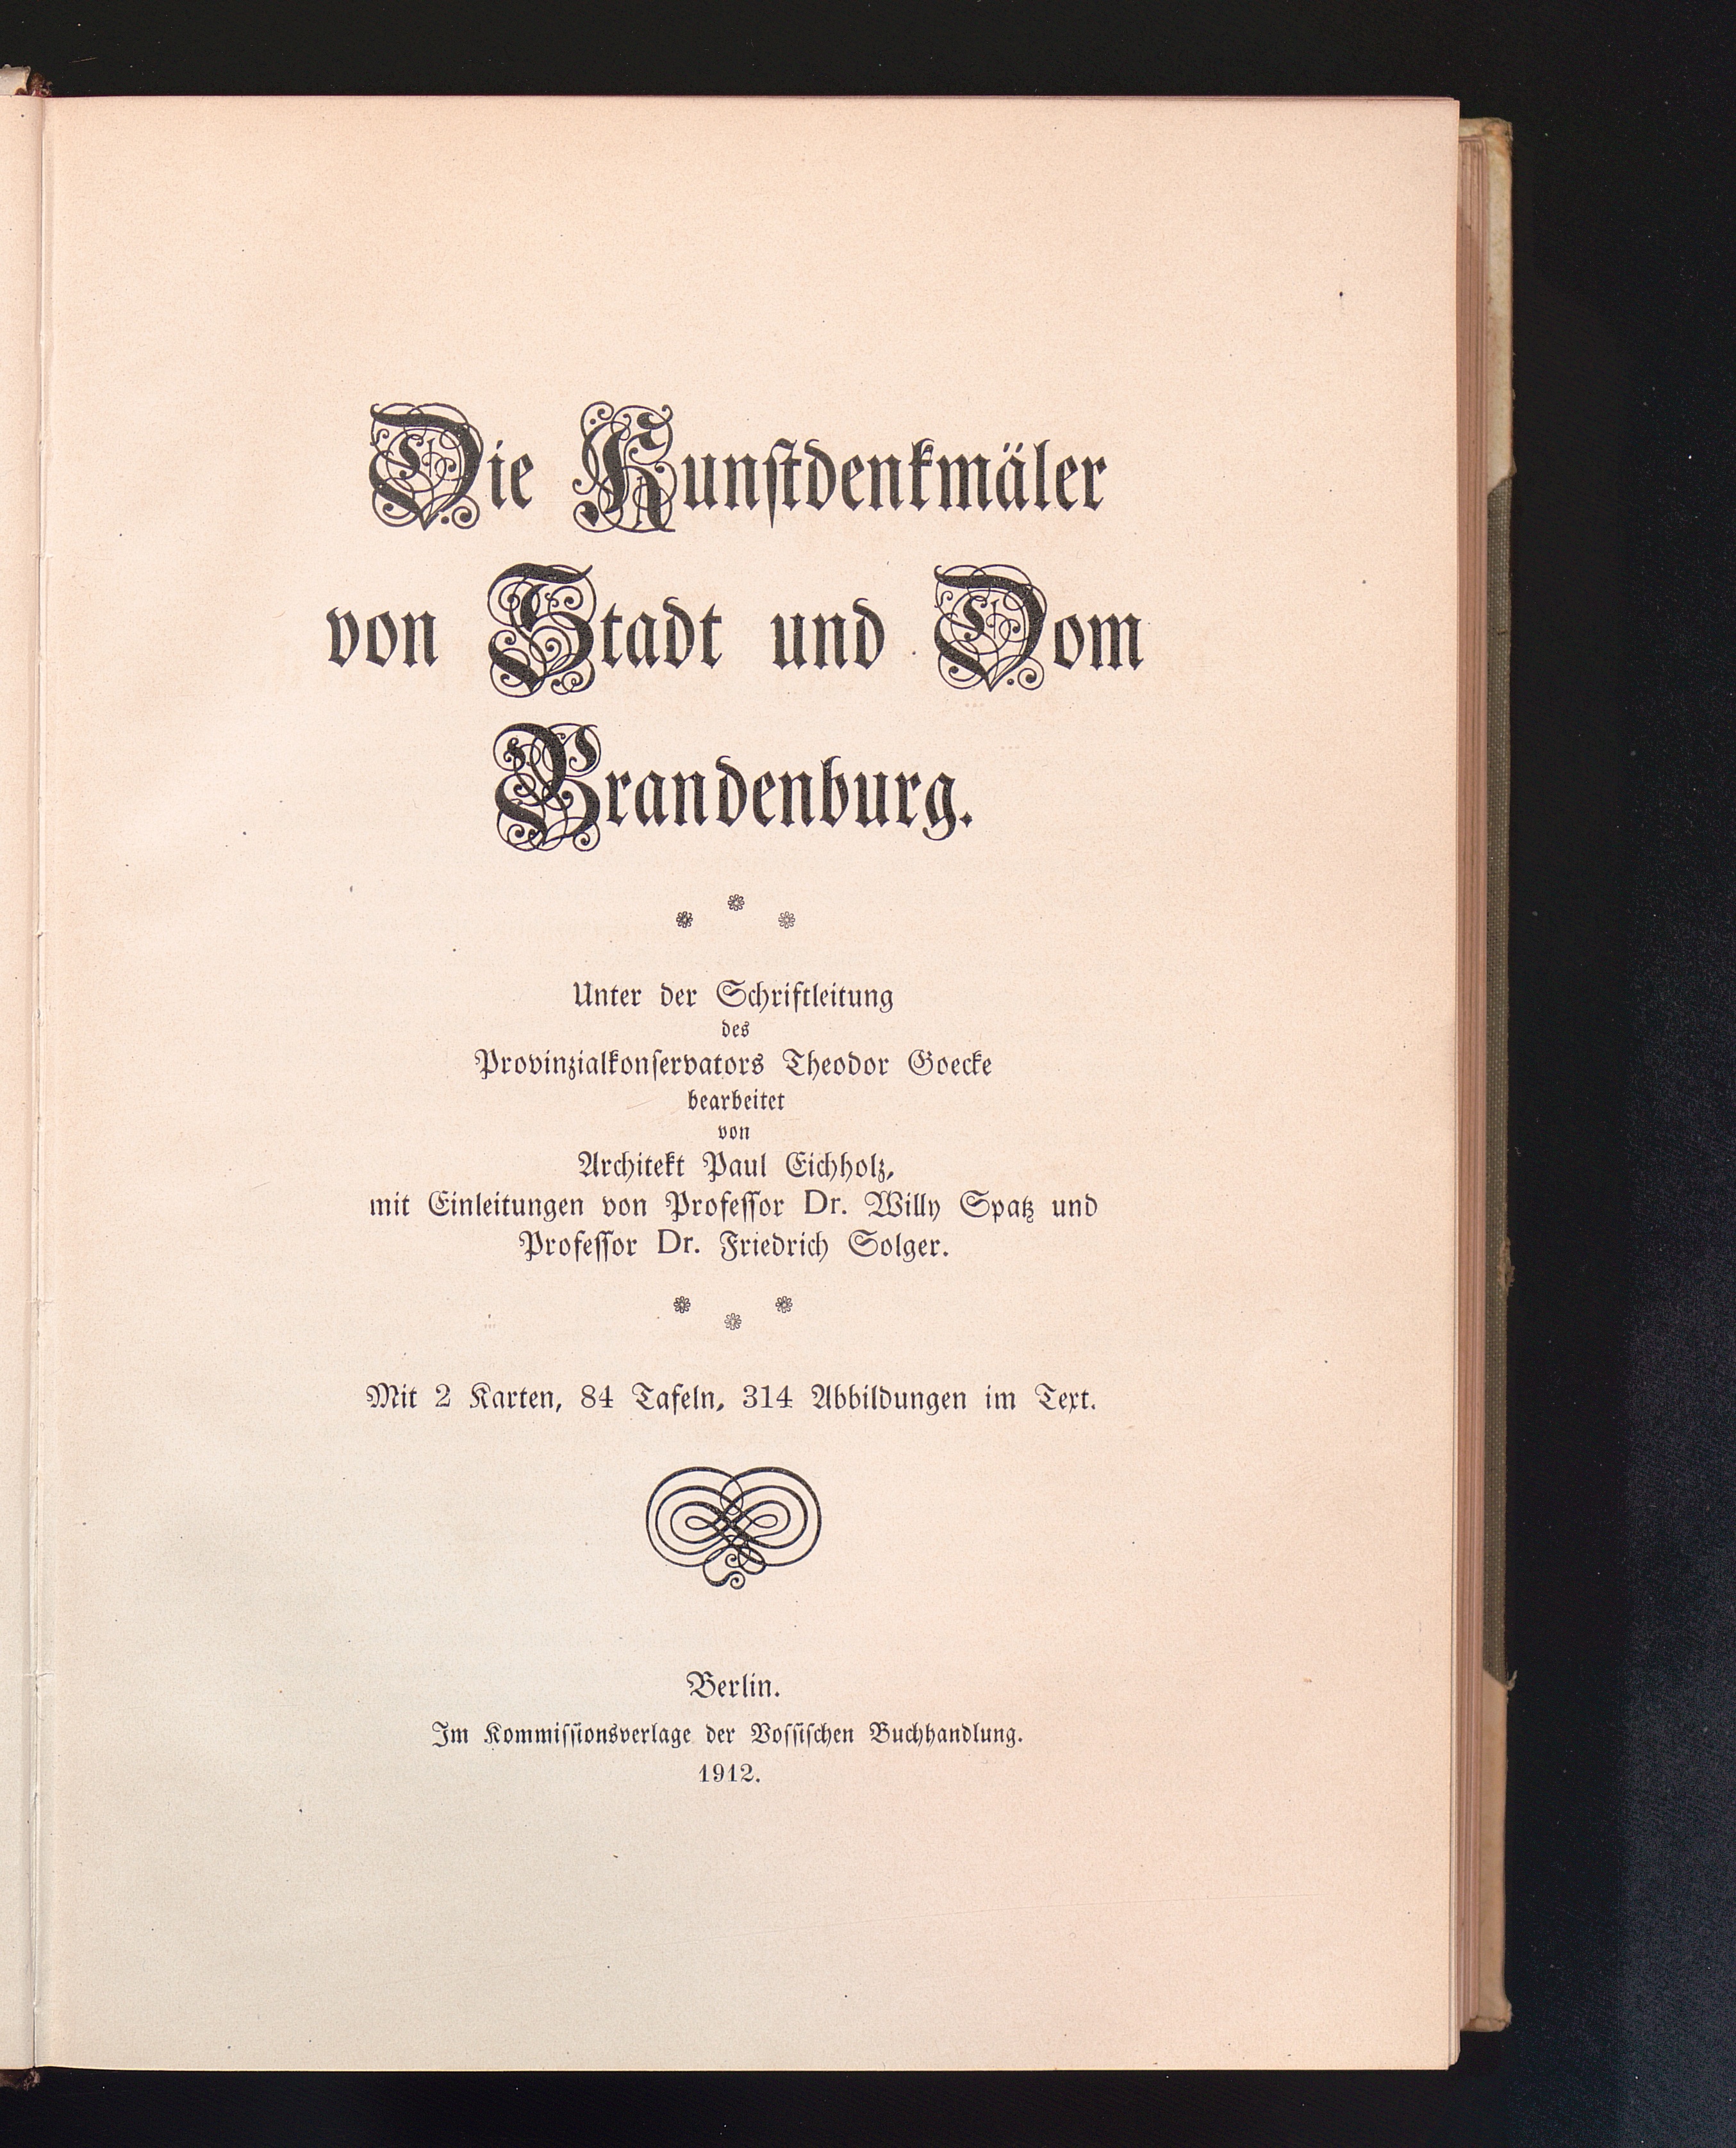 Die Kunstdenkmäler
von Stadt und Dom
Brandenburg.
Unter der Schriftleitung
des
Provinzialkonservators Theodor Goecke
bearbeitet
von
Architekt Paul Eichholz,
mit Einleitungen von Professor Dr. Willy Spatz und
Professor Dr. Friedrich Solger.
Mit 2 Karten, 84 Tafeln, 314 Abbildungen im Text.
Berlin.
Im Kommissionsverlage der Vossischen Buchhandlung.
1912.